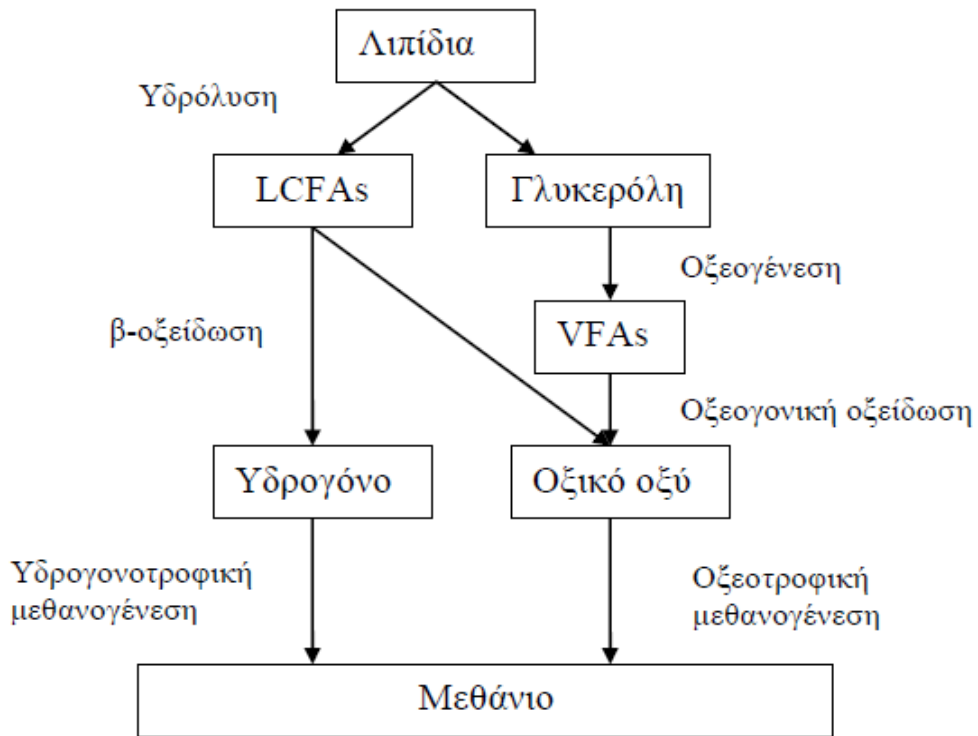 Λιπίδια
Υδρόλυση
LCFAs
Γλυκερόλη
Οξεογένεση
β-οξείδωση
VFAs
Οξεογονική οξείδωση
Υδρογόνο
Οξικό οξύ
Υδρογονοτροφική
μεθανογένεση
Οξεοτροφική
μεθανογένεση
Μεθάνιο